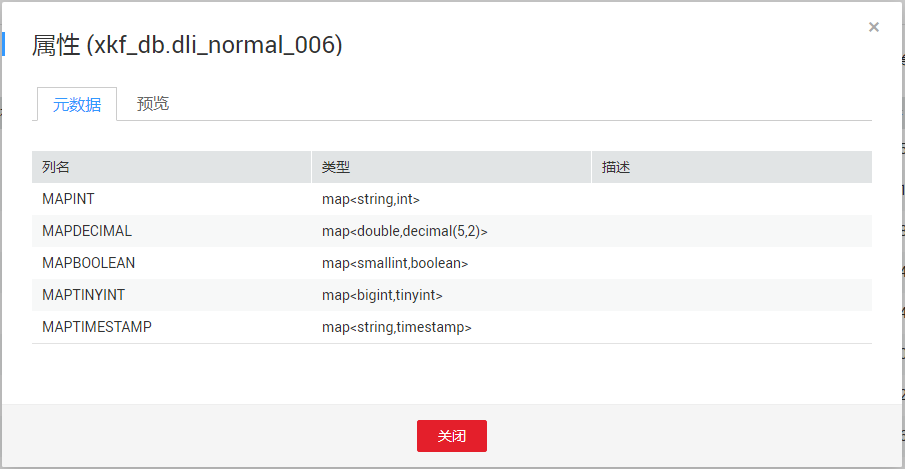 属性 (xkf_db.dli_normal_006)
×
元数据 预览
列名 类型 描述
MAPINT map<string,int>
MAPDECIMAL map<double,decimal(5,2)>
MAPBOOLEAN map<smallint,boolean>
MAPTINYINT map<bigint,tinyint>
MAPTIMESTAMP map<string,timestamp>
关闭